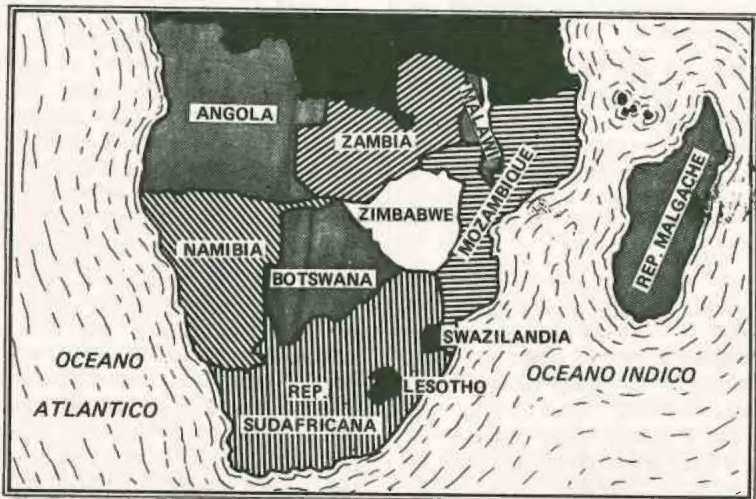 ANGOLA
ZAMBIA
MALAWI
ZIMBABWE
MOZAMBIQUE
NAMIBIA
BOTSWANA
REP. MALGACHE
SWAZILANDIA
OCEANO
ATLANTICO
LESOTHO
OCEANO INDICO
REP.
SUDAFRICANA